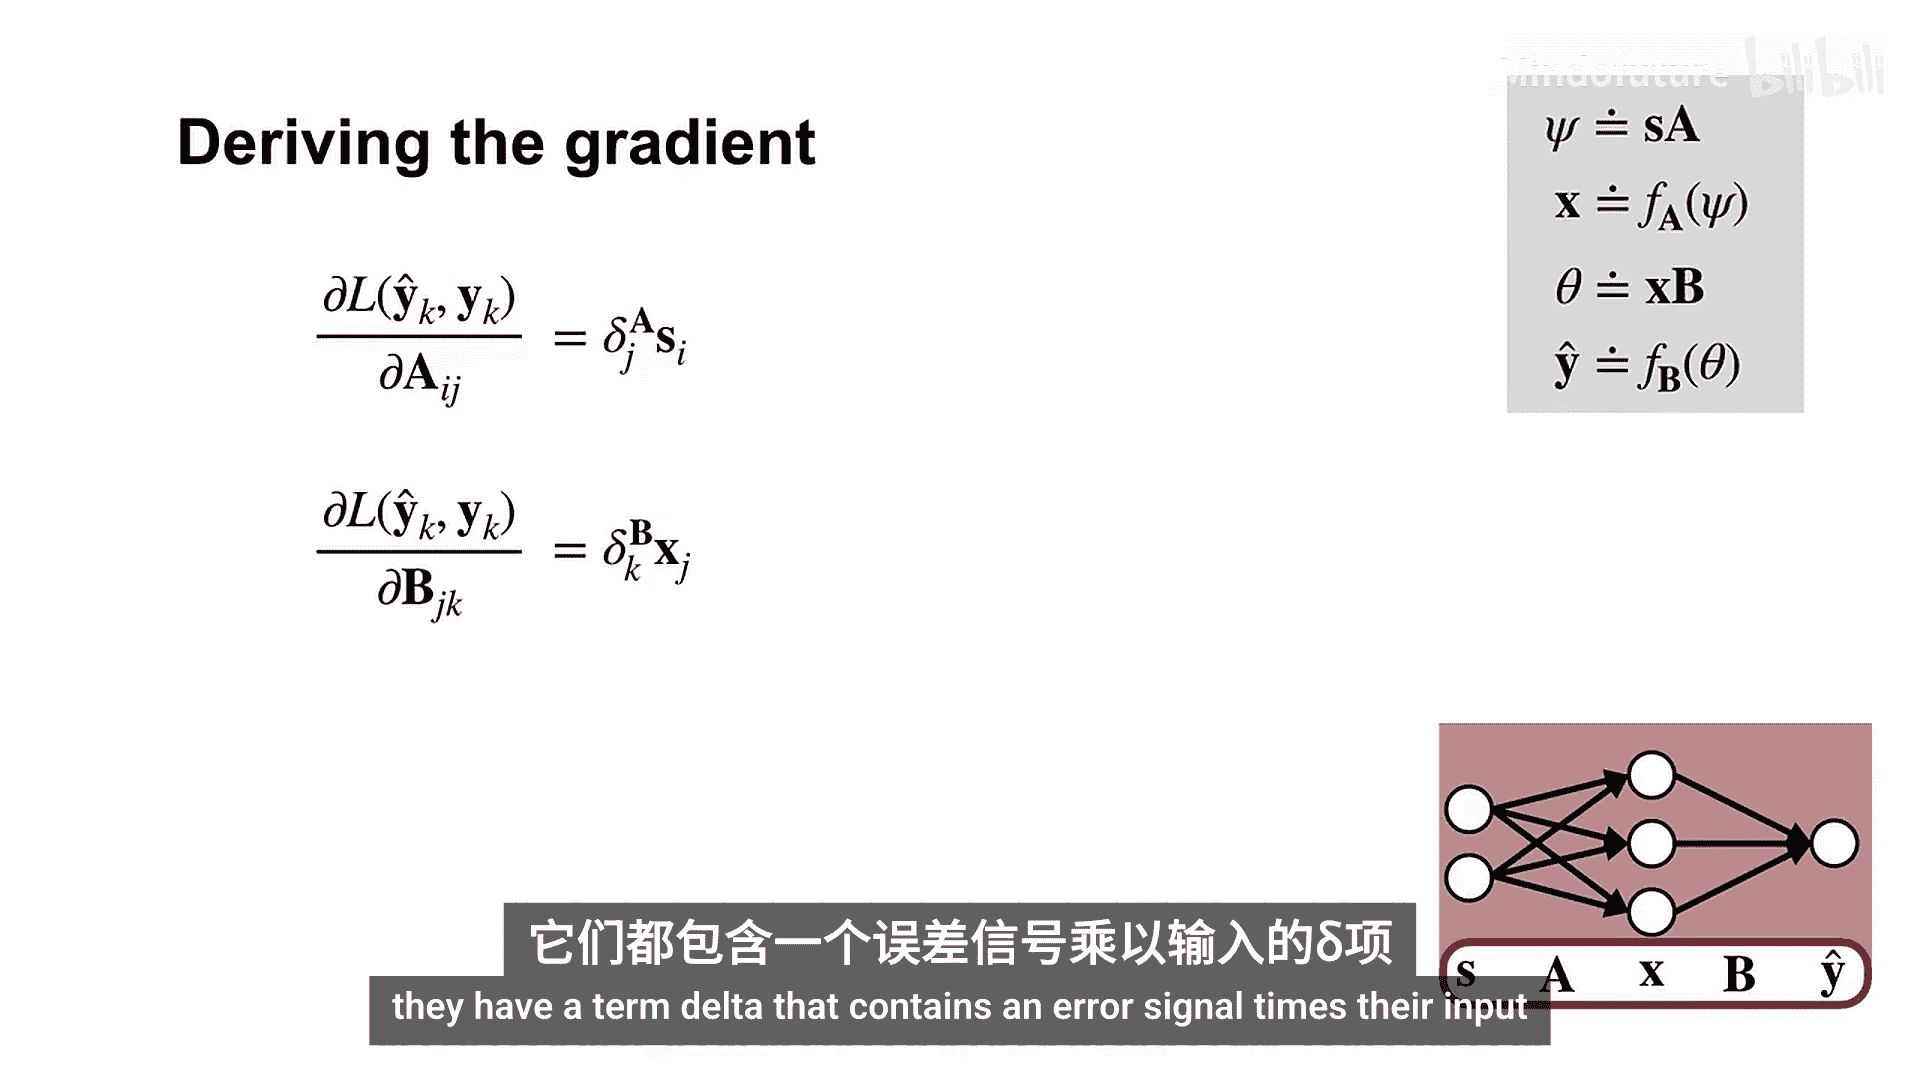 Mindofuture bilibili
Deriving the gradient
ψ ≐ sA
x ≐ f_A(ψ)
θ ≐ xB
ŷ ≐ f_B(θ)
∂L(ŷ_k, y_k) / ∂A_ij = δ_j^A s_i
∂L(ŷ_k, y_k) / ∂B_jk = δ_k^B x_j
s A x B ŷ
它们都包含一个误差信号乘以输入的δ项
they have a term delta that contains an error signal times their input